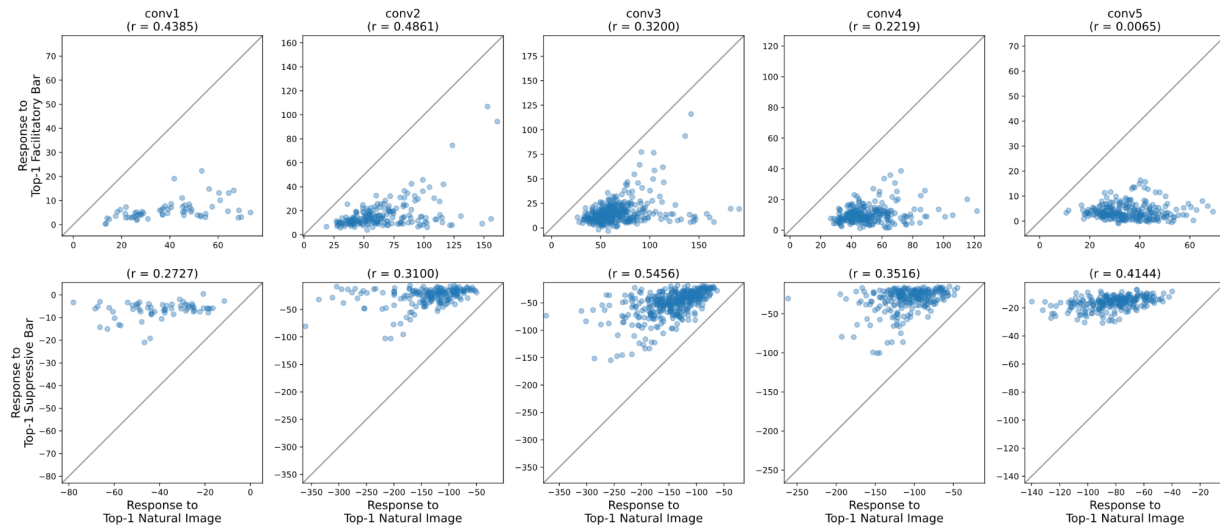 conv1
(r = 0.4385)
conv2
(r = 0.4861)
conv3
(r = 0.3200)
conv4
(r = 0.2219)
conv5
(r = 0.0065)
Response to
Top-1 Facilitatory Bar
70
60
50
40
30
20
10
0
0 20 40 60
160
140
120
100
80
60
40
20
0
0 50 100 150
175
150
125
100
75
50
25
0
0 50 100 150
120
100
80
60
40
20
0
0 20 40 60 80 100 120
70
60
50
40
30
20
10
0
0 20 40 60
(r = 0.2727)
(r = 0.3100)
(r = 0.5456)
(r = 0.3516)
(r = 0.4144)
Response to
Top-1 Suppressive Bar
0
−10
−20
−30
−40
−50
−60
−70
−80
−80 −60 −40 −20 0
−50
−100
−150
−200
−250
−300
−350
−350 −300 −250 −200 −150 −100 −50
−50
−100
−150
−200
−250
−300
−350
−300 −200 −100
−50
−100
−150
−200
−250
−250 −200 −150 −100 −50
−20
−40
−60
−80
−100
−120
−140
−140 −120 −100 −80 −60 −40 −20
Response to
Top-1 Natural Image
Response to
Top-1 Natural Image
Response to
Top-1 Natural Image
Response to
Top-1 Natural Image
Response to
Top-1 Natural Image